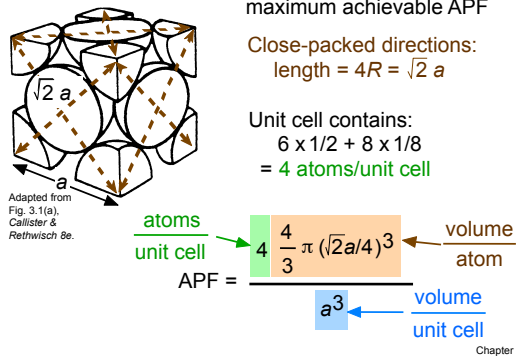 maximum achievable APF
Close-packed directions:
length = 4R = √2 a
√2 a
Unit cell contains:
6 x 1/2 + 8 x 1/8
= 4 atoms/unit cell
a
Adapted from
Fig. 3.1(a),
Callister &
Rethwisch 8e.
atoms
unit cell
4 4/3 π (√2a/4)³
volume
atom
APF =
a³
volume
unit cell
Chapter